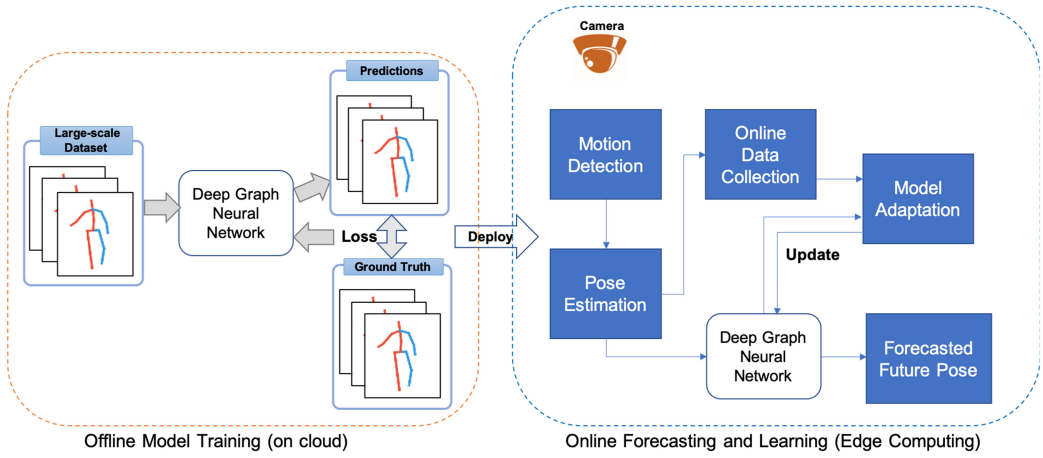 Large-scale
Dataset
Deep Graph
Neural
Network
Predictions
Loss
Ground Truth
Offline Model Training (on cloud)
Deploy
Camera
Motion
Detection
Online
Data
Collection
Model
Adaptation
Update
Pose
Estimation
Deep Graph
Neural
Network
Forecasted
Future Pose
Online Forecasting and Learning (Edge Computing)